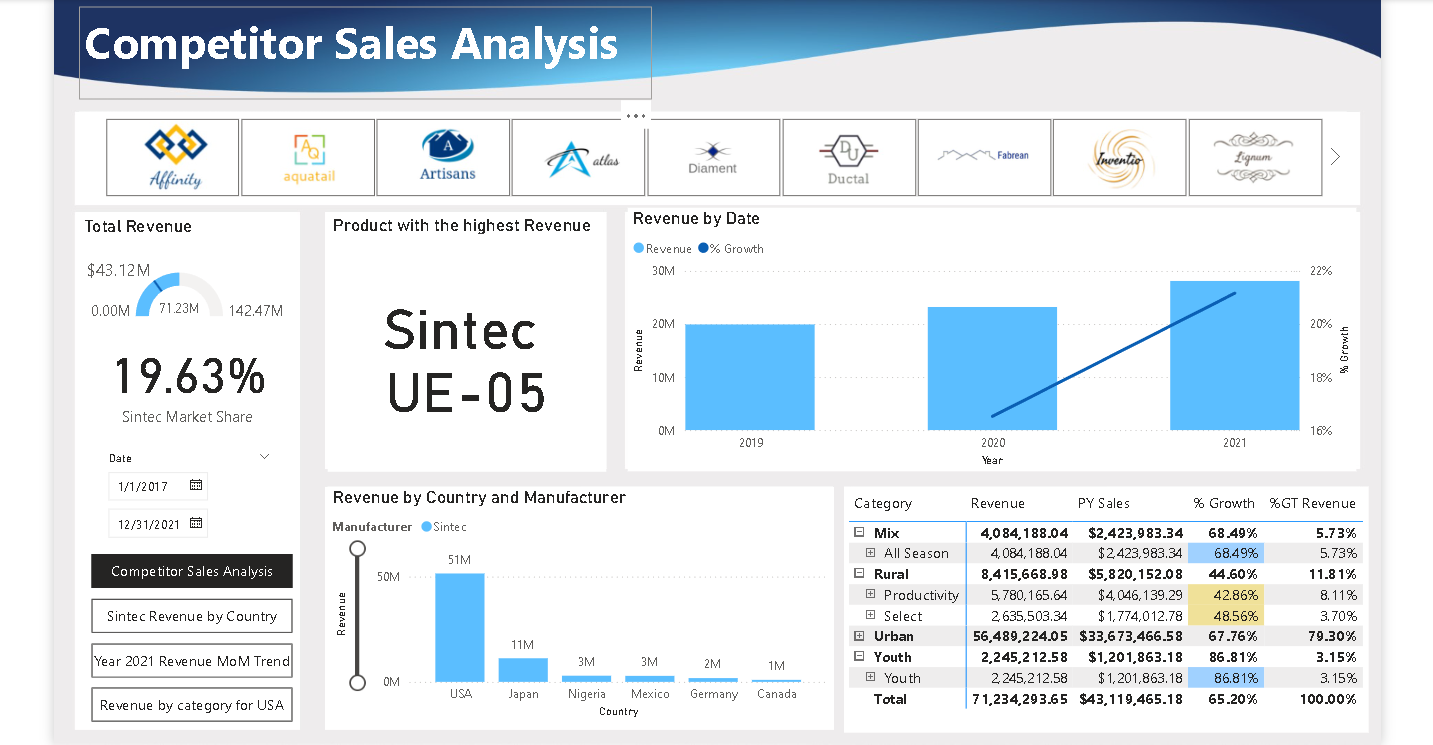 Competitor Sales Analysis
Affinity
AQ
aquatail
A
Artisans
atlas
Diament
DU
Ductal
Fabrean
Inventio
Lignum
Total Revenue
$43.12M
0.00M 71.23M 142.47M
19.63%
Sintec Market Share
Date
1/1/2017
12/31/2021
Competitor Sales Analysis
Sintec Revenue by Country
Year 2021 Revenue MoM Trend
Revenue by category for USA
Product with the highest Revenue
Sintec
UE-05
Revenue by Date
Revenue % Growth
30M 22%
20M 20%
10M 18%
0M 16%
Revenue
% Growth
2019 2020 2021
Year
Revenue by Country and Manufacturer
Manufacturer Sintec
50M
0M
Revenue
51M 11M 3M 3M 2M 1M
USA Japan Nigeria Mexico Germany Canada
Country
Category Revenue PY Sales % Growth %GT Revenue
Mix 4,084,188.04 $2,423,983.34 68.49% 5.73%
All Season 4,084,188.04 $2,423,983.34 68.49% 5.73%
Rural 8,415,668.98 $5,820,152.08 44.60% 11.81%
Productivity 5,780,165.64 $4,046,139.29 42.86% 8.11%
Select 2,635,503.34 $1,774,012.78 48.56% 3.70%
Urban 56,489,224.05 $33,673,466.58 67.76% 79.30%
Youth 2,245,212.58 $1,201,863.18 86.81% 3.15%
Youth 2,245,212.58 $1,201,863.18 86.81% 3.15%
Total 71,234,293.65 $43,119,465.18 65.20% 100.00%